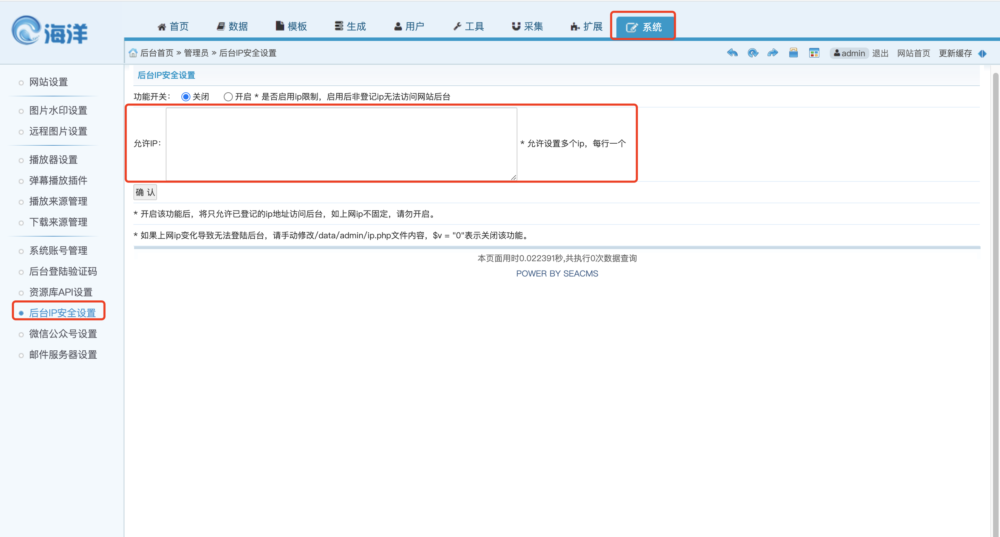 海洋
首页 数据 模板 生成 用户 工具 采集 扩展 系统
后台首页 » 管理员 » 后台IP安全设置
admin 退出 网站首页 更新缓存
网站设置
图片水印设置
远程图片设置
播放器设置
弹幕播放插件
播放来源管理
下载来源管理
系统账号管理
后台登陆验证码
资源库API设置
后台IP安全设置
微信公众号设置
邮件服务器设置
后台IP安全设置
功能开关： 关闭 开启 * 是否启用ip限制，启用后非登记ip无法访问网站后台
允许IP： * 允许设置多个ip，每行一个
确 认
* 开启该功能后，将只允许已登记的ip地址访问后台，如上网ip不固定，请勿开启。
* 如果上网ip变化导致无法登陆后台，请手动修改/data/admin/ip.php文件内容，$v = "0"表示关闭该功能。
本页面用时0.022391秒,共执行0次数据查询
POWER BY SEACMS